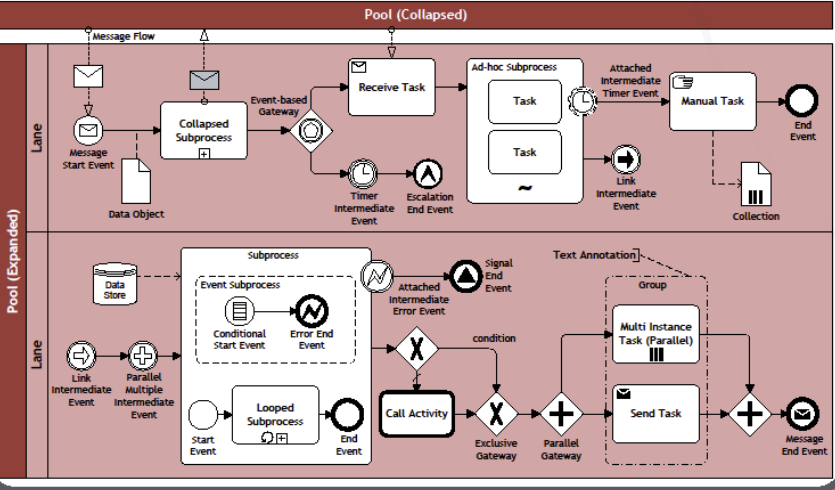 Pool (Collapsed)
Message Flow
Pool (Expanded)
Lane
Message
Start Event
Data Object
Collapsed
Subprocess
Event-based
Gateway
Receive Task
Timer
Intermediate
Event
Escalation
End Event
Ad-hoc Subprocess
Task
Task
Attached
Intermediate
Timer Event
Link
Intermediate
Event
Manual Task
Collection
End
Event
Lane
Data
Store
Link
Intermediate
Event
Parallel
Multiple
Intermediate
Event
Subprocess
Event Subprocess
Conditional
Start Event
Error End
Event
Start
Event
Looped
Subprocess
End
Event
Attached
Intermediate
Error Event
Signal
End
Event
condition
Call Activity
Exclusive
Gateway
Parallel
Gateway
Text Annotation
Group
Multi Instance
Task (Parallel)
Send Task
Message
End Event